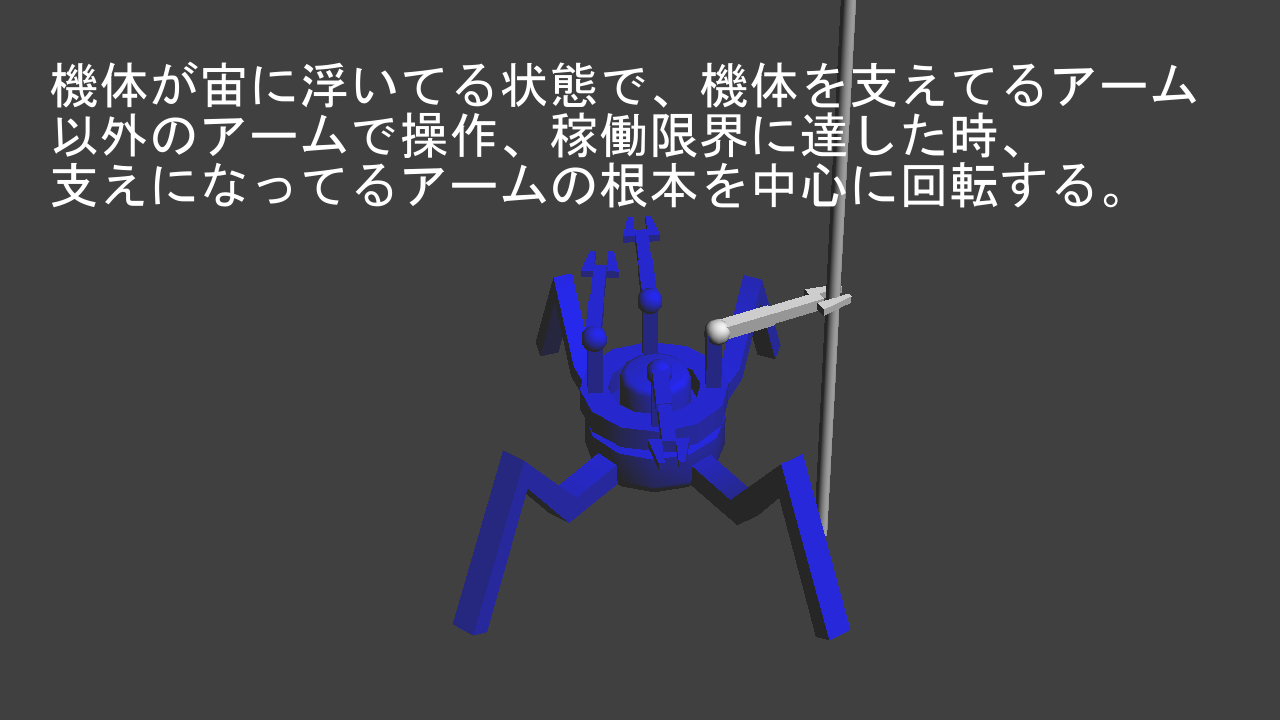 機体が宙に浮いてる状態で、機体を支えてるアーム
以外のアームで操作、稼働限界に達した時、
支えになってるアームの根本を中心に回転する。